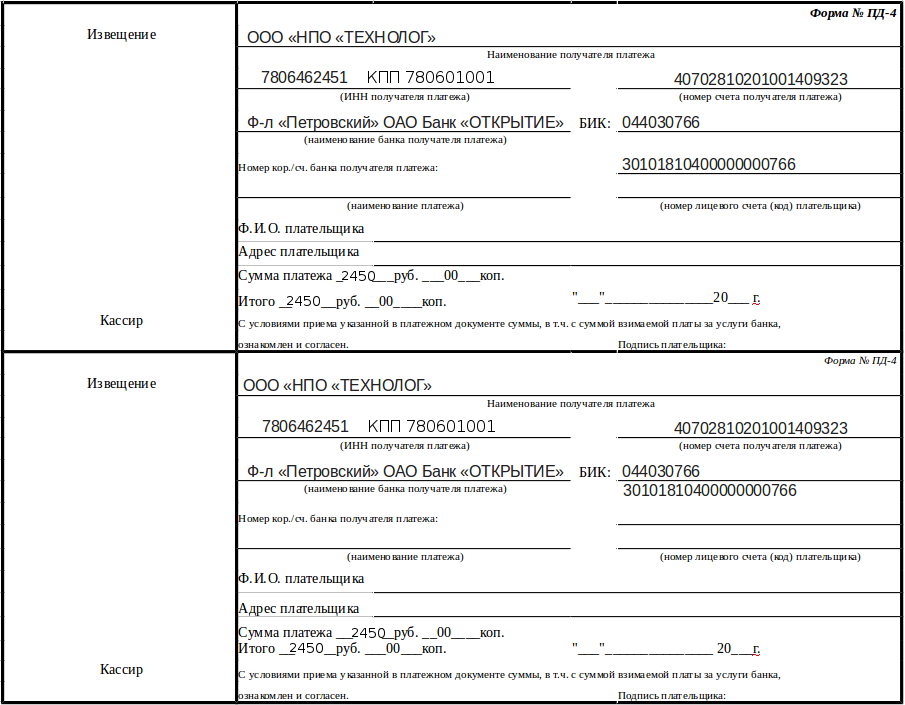 Форма № ПД-4
Извещение
ООО «НПО «ТЕХНОЛОГ»
Наименование получателя платежа
7806462451 КПП 780601001 40702810201001409323
(ИНН получателя платежа) (номер счета получателя платежа)
Ф-л «Петровский» ОАО Банк «ОТКРЫТИЕ» БИК: 044030766
(наименование банка получателя платежа)
Номер кор./сч. банка получателя платежа: 30101810400000000766
(наименование платежа) (номер лицевого счета (код) плательщика)
Ф.И.О. плательщика
Адрес плательщика
Сумма платежа _2450___руб. ___00___коп.
Итого _2450__руб. __00____коп. "___"_______________20___ г.
Кассир
С условиями приема указанной в платежном документе суммы, в т.ч. с суммой взимаемой платы за услуги банка,
ознакомлен и согласен. Подпись плательщика:
Форма № ПД-4
Извещение
ООО «НПО «ТЕХНОЛОГ»
Наименование получателя платежа
7806462451 КПП 780601001 40702810201001409323
(ИНН получателя платежа) (номер счета получателя платежа)
Ф-л «Петровский» ОАО Банк «ОТКРЫТИЕ» БИК: 044030766
(наименование банка получателя платежа) 30101810400000000766
Номер кор./сч. банка получателя платежа:
(наименование платежа) (номер лицевого счета (код) плательщика)
Ф.И.О. плательщика
Адрес плательщика
Сумма платежа __2450__руб. __00____коп.
Итого __2450__руб. ___00___коп. "___"_______________ 20___г.
Кассир
С условиями приема указанной в платежном документе суммы, в т.ч. с суммой взимаемой платы за услуги банка,
ознакомлен и согласен. Подпись плательщика: